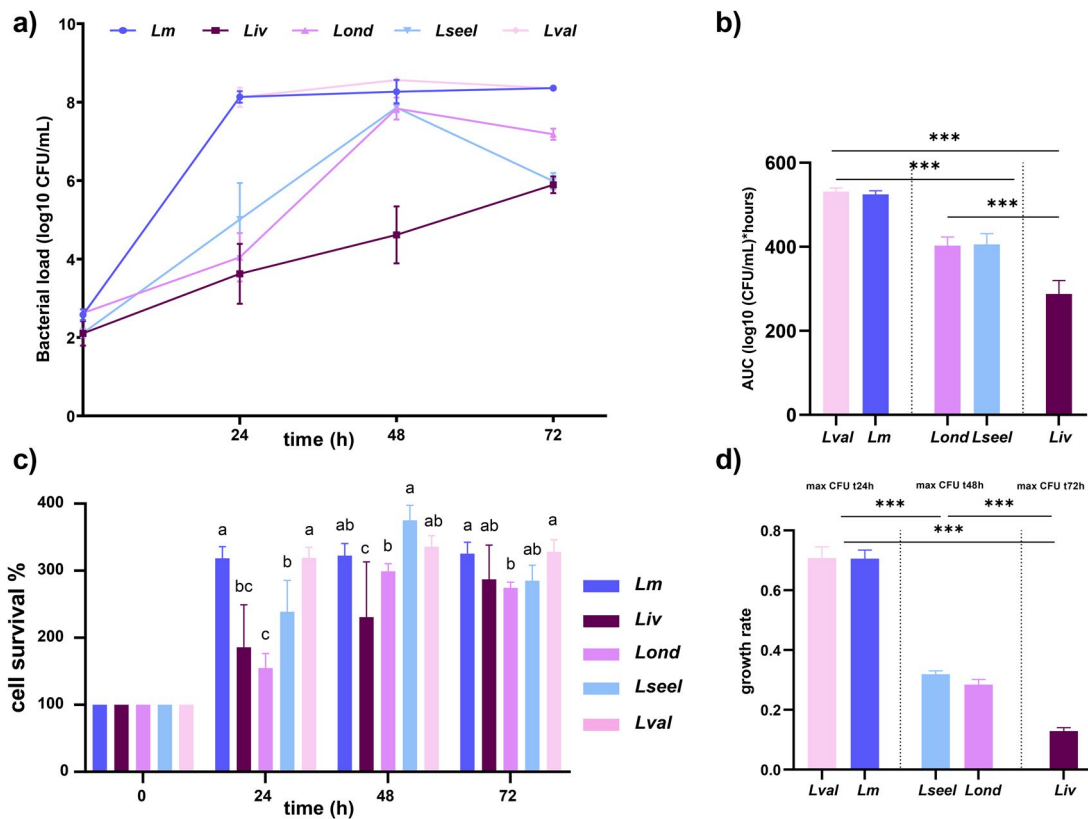 a)
Lm Liv Lond Lseel Lval
Bacterial load (log10 CFU/mL)
10
8
6
4
2
0
24 48 72
time (h)
b)
***
***
***
AUC (log10 (CFU/mL)*hours
600
400
200
0
Lval Lm Lond Lseel Liv
c)
cell survival %
400
300
200
100
0
a bc c b a
ab c b a ab
a ab b ab a
0 24 48 72
time (h)
Lm
Liv
Lond
Lseel
Lval
d)
max CFU t24h max CFU t48h max CFU t72h
*** ***
***
growth rate
0.8
0.6
0.4
0.2
0.0
Lval Lm Lseel Lond Liv